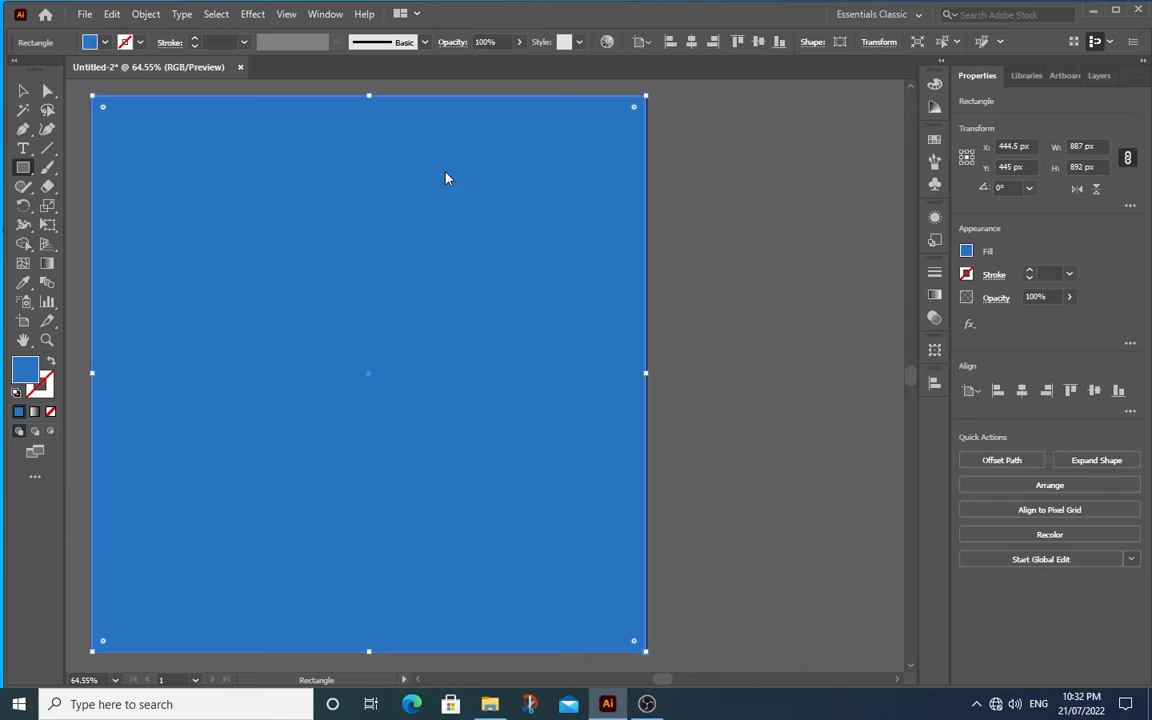 Ai File Edit Object Type Select Effect View Window Help Essentials Classic Search Adobe Stock
Rectangle Stroke: Basic Opacity: 100% Style: Shape: Transform
Untitled-2* @ 64.55% (RGB/Preview) × Properties Libraries Artboar Layers
Rectangle
Transform
X: 444.5 px W: 887 px
Y: 445 px H: 892 px
0°
Appearance
Fill
Stroke
Opacity 100%
fx.
Align
Quick Actions
Offset Path Expand Shape
Arrange
Align to Pixel Grid
Recolor
Start Global Edit
64.55% 1 Rectangle
Type here to search Ai ENG 10:32 PM
21/07/2022